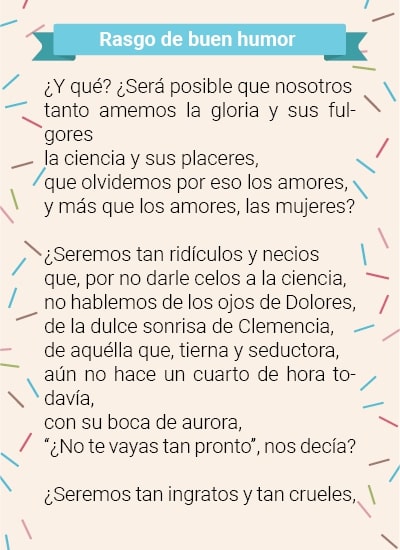 Rasgo de buen humor
¿Y qué? ¿Será posible que nosotros
tanto amemos la gloria y sus ful-
gores
la ciencia y sus placeres,
que olvidemos por eso los amores,
y más que los amores, las mujeres?
¿Seremos tan ridículos y necios
que, por no darle celos a la ciencia,
no hablemos de los ojos de Dolores,
de la dulce sonrisa de Clemencia,
de aquélla que, tierna y seductora,
aún no hace un cuarto de hora to-
davía,
con su boca de aurora,
“¿No te vayas tan pronto”, nos decía?
¿Seremos tan ingratos y tan crueles,